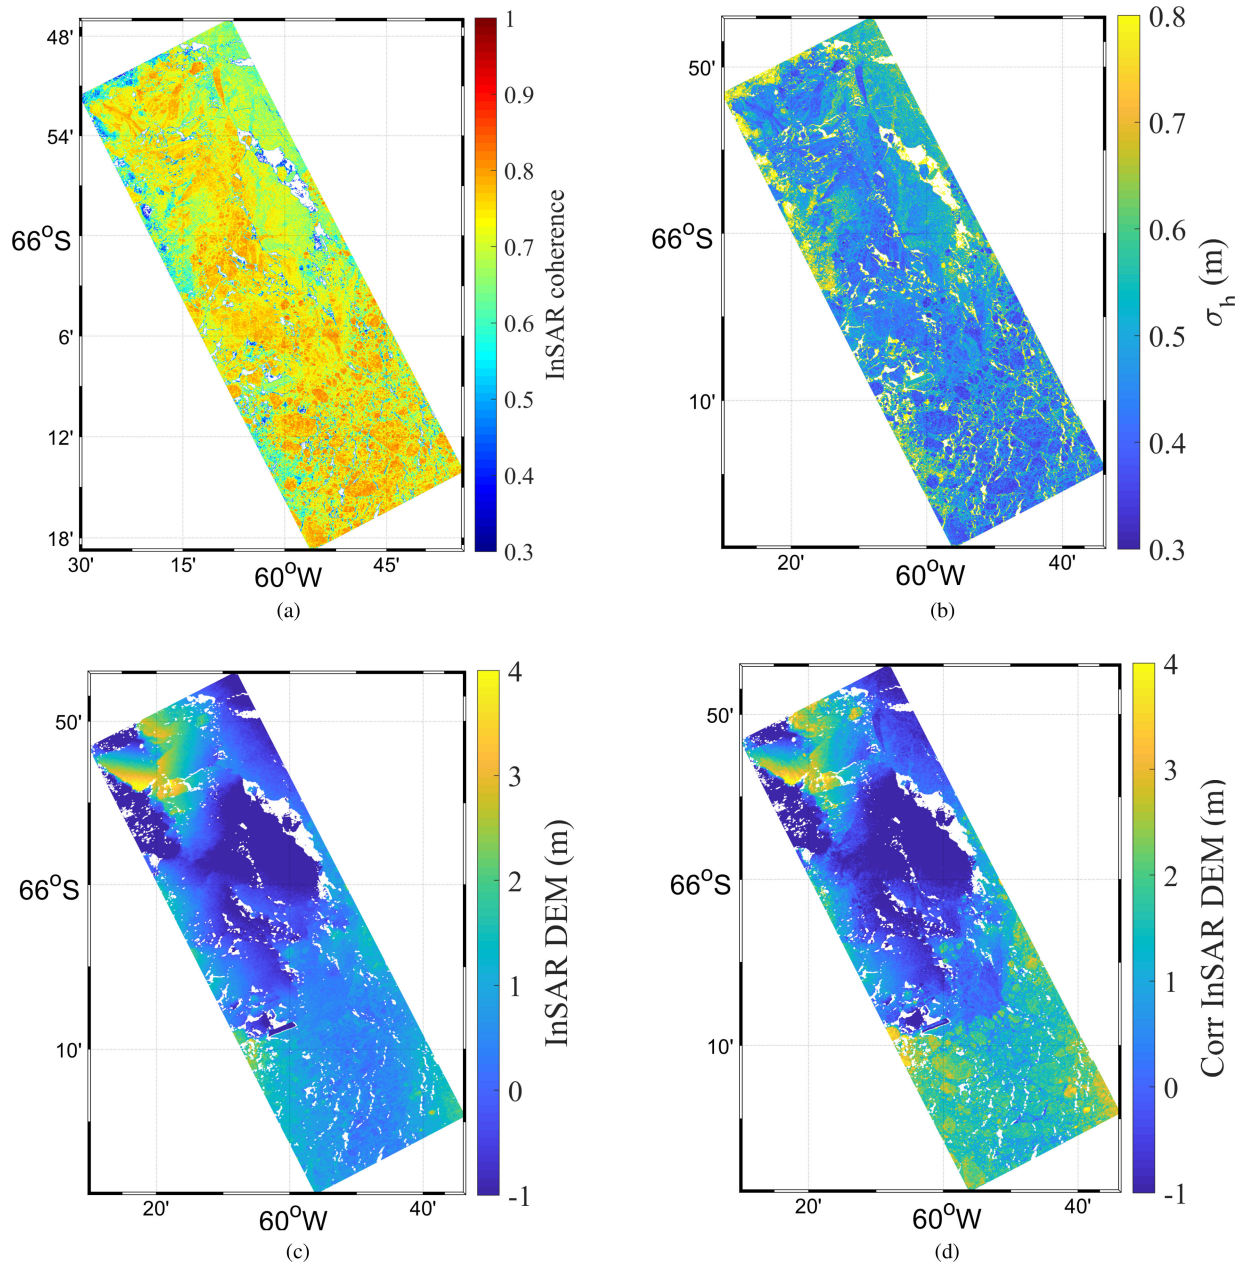 48'
54'
66°S
6'
12'
18'
30'
15'
60°W
45'
1
0.9
0.8
0.7
0.6
0.5
0.4
0.3
InSAR coherence
(a)
50'
66°S
10'
20'
60°W
40'
0.8
0.7
0.6
0.5
0.4
0.3
σh (m)
(b)
50'
66°S
10'
20'
60°W
40'
4
3
2
1
0
-1
InSAR DEM (m)
(c)
50'
66°S
10'
20'
60°W
40'
4
3
2
1
0
-1
Corr InSAR DEM (m)
(d)